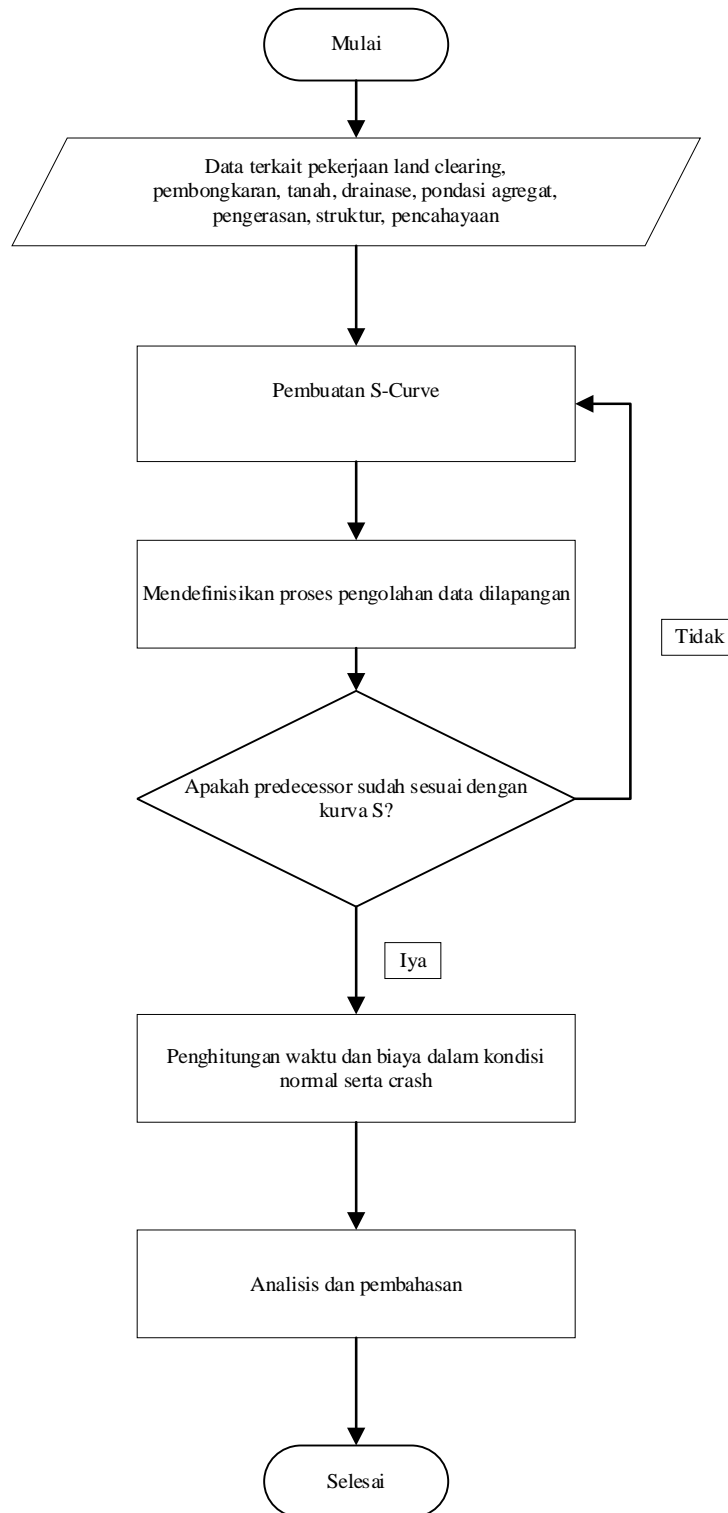 Mulai
Data terkait pekerjaan land clearing,
pembongkaran, tanah, drainase, pondasi agregat,
pengerasan, struktur, pencahayaan
Pembuatan S-Curve
Mendefinisikan proses pengolahan data dilapangan
Tidak
Apakah predecessor sudah sesuai dengan
kurva S?
Iya
Penghitungan waktu dan biaya dalam kondisi
normal serta crash
Analisis dan pembahasan
Selesai